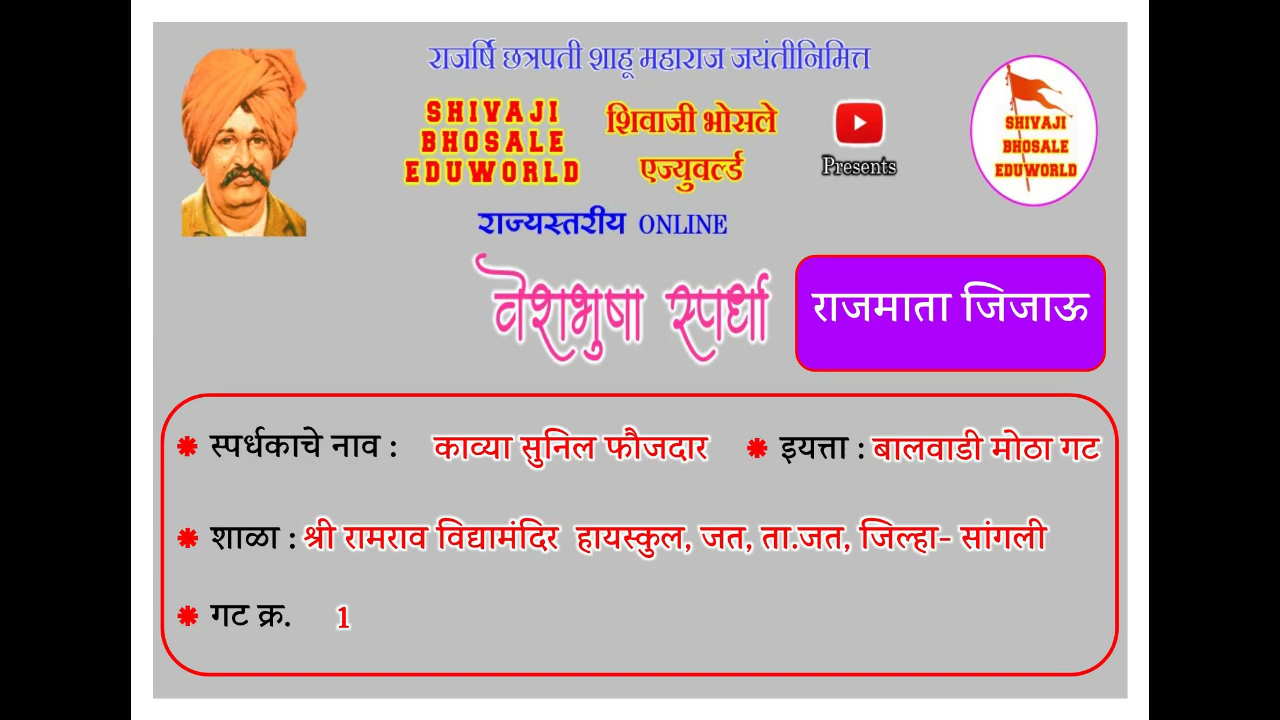 राजर्षि छत्रपती शाहू महाराज जयंतीनिमित्त
SHIVAJI
BHOSALE
EDUWORLD
शिवाजी भोसले
एज्युवर्ल्ड
Presents
SHIVAJI
BHOSALE
EDUWORLD
राज्यस्तरीय ONLINE
वेशभुषा स्पर्धा
राजमाता जिजाऊ
स्पर्धकाचे नाव : काव्या सुनिल फौजदार इयत्ता : बालवाडी मोठा गट
शाळा : श्री रामराव विद्यामंदिर हायस्कुल, जत, ता.जत, जिल्हा- सांगली
गट क्र. 1